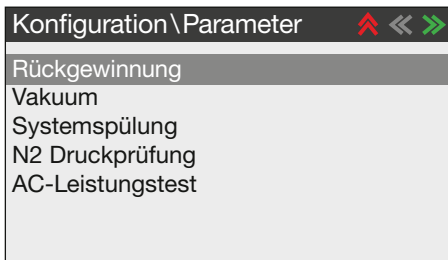 Konfiguration\Parameter
Rückgewinnung
Vakuum
Systemspülung
N2 Druckprüfung
AC-Leistungstest